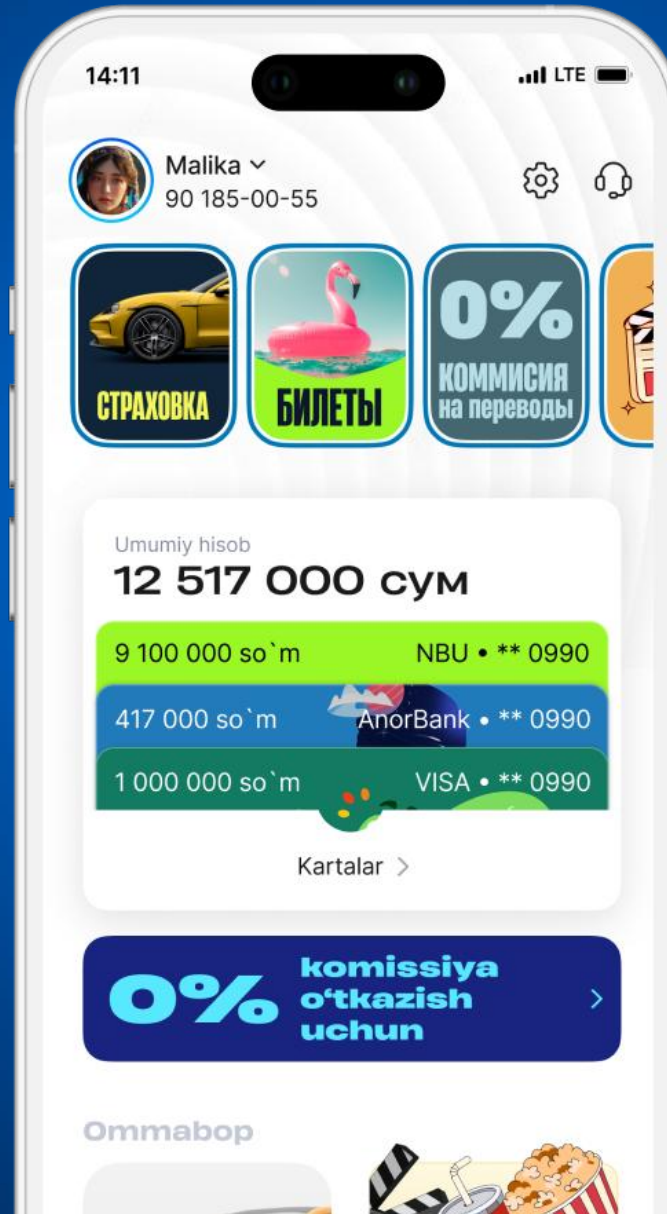 14:11
LTE
Malika
90 185-00-55
СТРАХОВКА
БИЛЕТЫ
0%
КОММИСИЯ
на переводы
Umumiy hisob
12 517 000 сум
9 100 000 so`m NBU • ** 0990
417 000 so`m AnorBank • ** 0990
1 000 000 so`m VISA • ** 0990
Kartalar
0%
komissiya
o‘tkazish
uchun
Ommabop